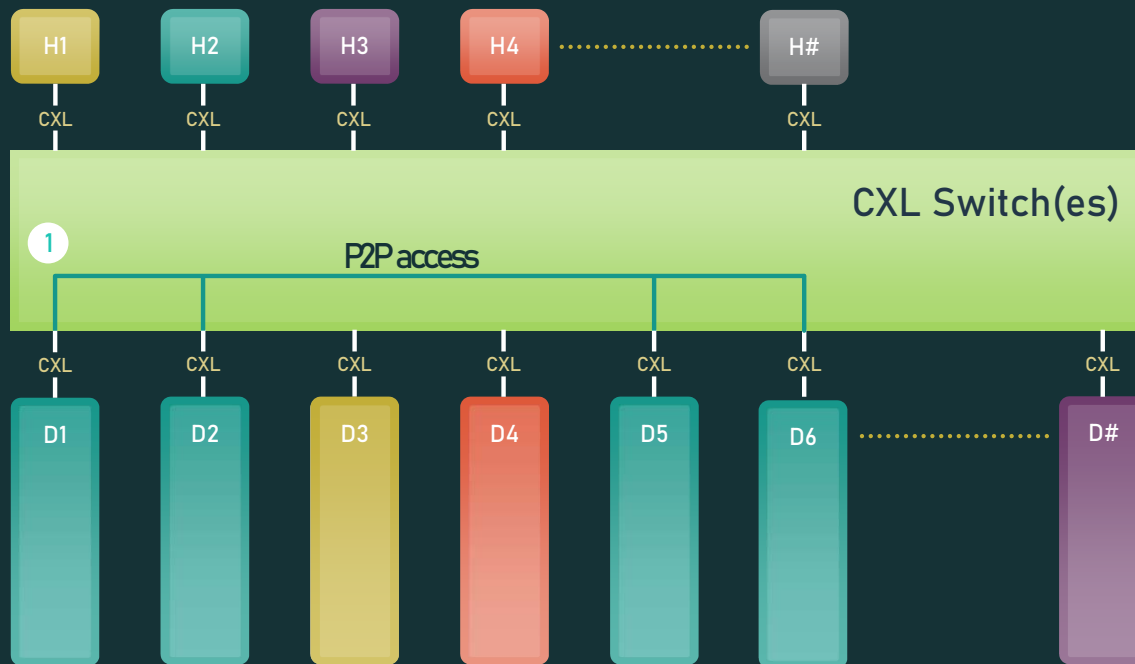 H1 H2 H3 H4 H#
CXL CXL CXL CXL CXL
CXL Switch(es)
1
P2P access
CXL CXL CXL CXL CXL CXL CXL
D1 D2 D3 D4 D5 D6 D#